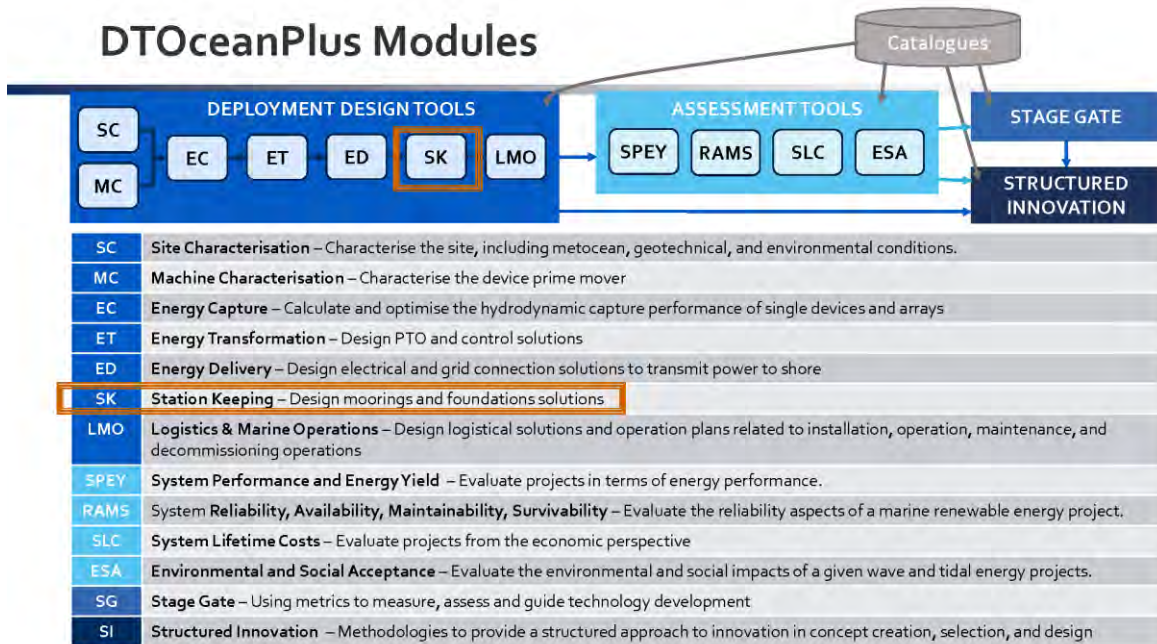 DTOceanPlus Modules
Catalogues
DEPLOYMENT DESIGN TOOLS
SC
MC
EC
ET
ED
SK
LMO
ASSESSMENT TOOLS
SPEY
RAMS
SLC
ESA
STAGE GATE
STRUCTURED
INNOVATION
SC Site Characterisation – Characterise the site, including metocean, geotechnical, and environmental conditions.
MC Machine Characterisation – Characterise the device prime mover
EC Energy Capture – Calculate and optimise the hydrodynamic capture performance of single devices and arrays
ET Energy Transformation – Design PTO and control solutions
ED Energy Delivery – Design electrical and grid connection solutions to transmit power to shore
SK Station Keeping – Design moorings and foundations solutions
LMO Logistics & Marine Operations – Design logistical solutions and operation plans related to installation, operation, maintenance, and
decommissioning operations
SPEY System Performance and Energy Yield – Evaluate projects in terms of energy performance.
RAMS System Reliability, Availability, Maintainability, Survivability – Evaluate the reliability aspects of a marine renewable energy project.
SLC System Lifetime Costs – Evaluate projects from the economic perspective
ESA Environmental and Social Acceptance – Evaluate the environmental and social impacts of a given wave and tidal energy projects.
SG Stage Gate – Using metrics to measure, assess and guide technology development
SI Structured Innovation – Methodologies to provide a structured approach to innovation in concept creation, selection, and design